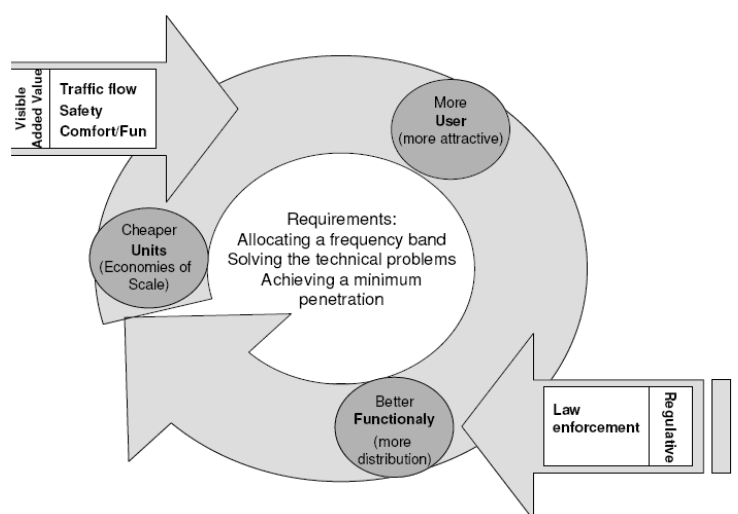 Visible
Added Value
Traffic flow
Safety
Comfort/Fun
More
User
(more attractive)
Cheaper
Units
(Economies of
Scale)
Requirements:
Allocating a frequency band
Solving the technical problems
Achieving a minimum
penetration
Better
Functionaly
(more
distribution)
Law
enforcement
Regulative